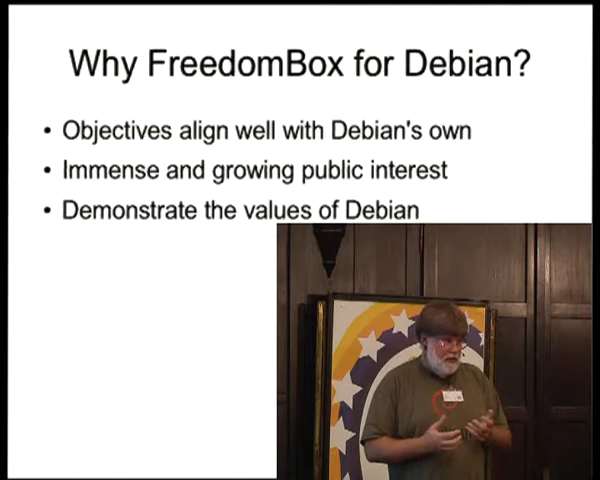 Why FreedomBox for Debian?
• Objectives align well with Debian's own
• Immense and growing public interest
• Demonstrate the values of Debian